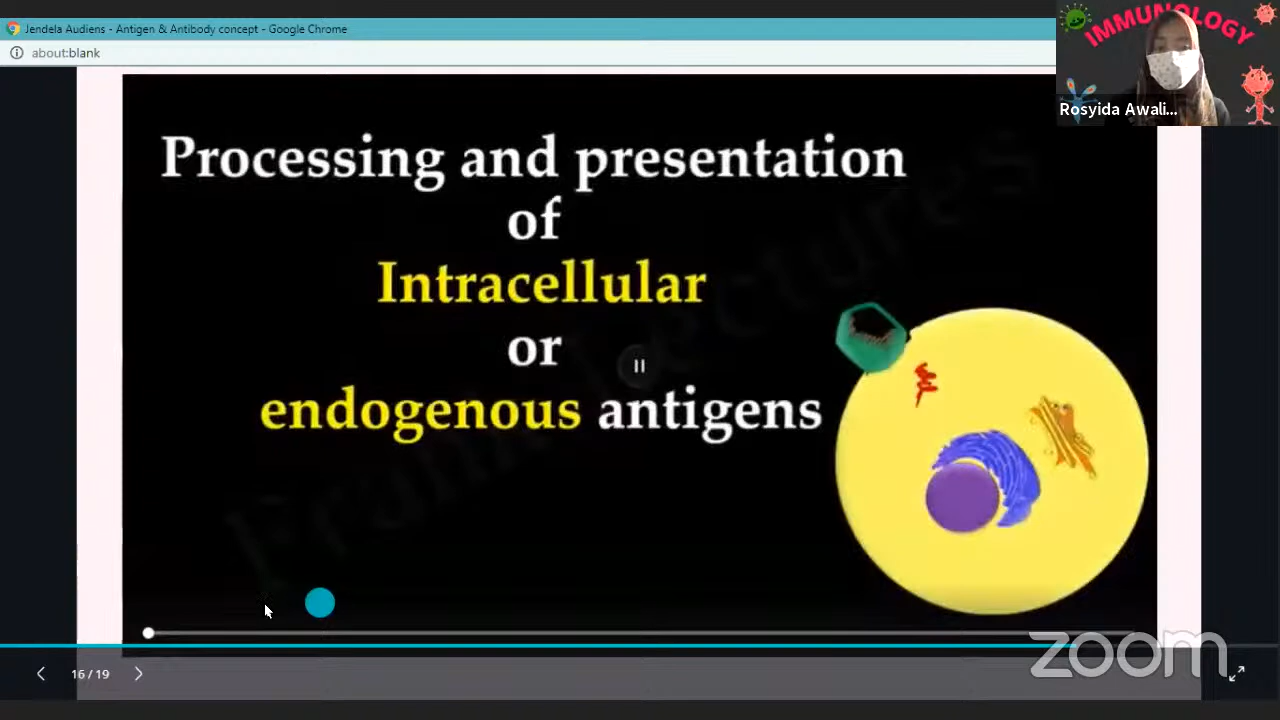 Jendela Audiens - Antigen & Antibody concept - Google Chrome
about:blank
IMMUNOLOGY
Rosyida Awali...
Processing and presentation
of
Intracellular
or
endogenous antigens
16 / 19
zoom